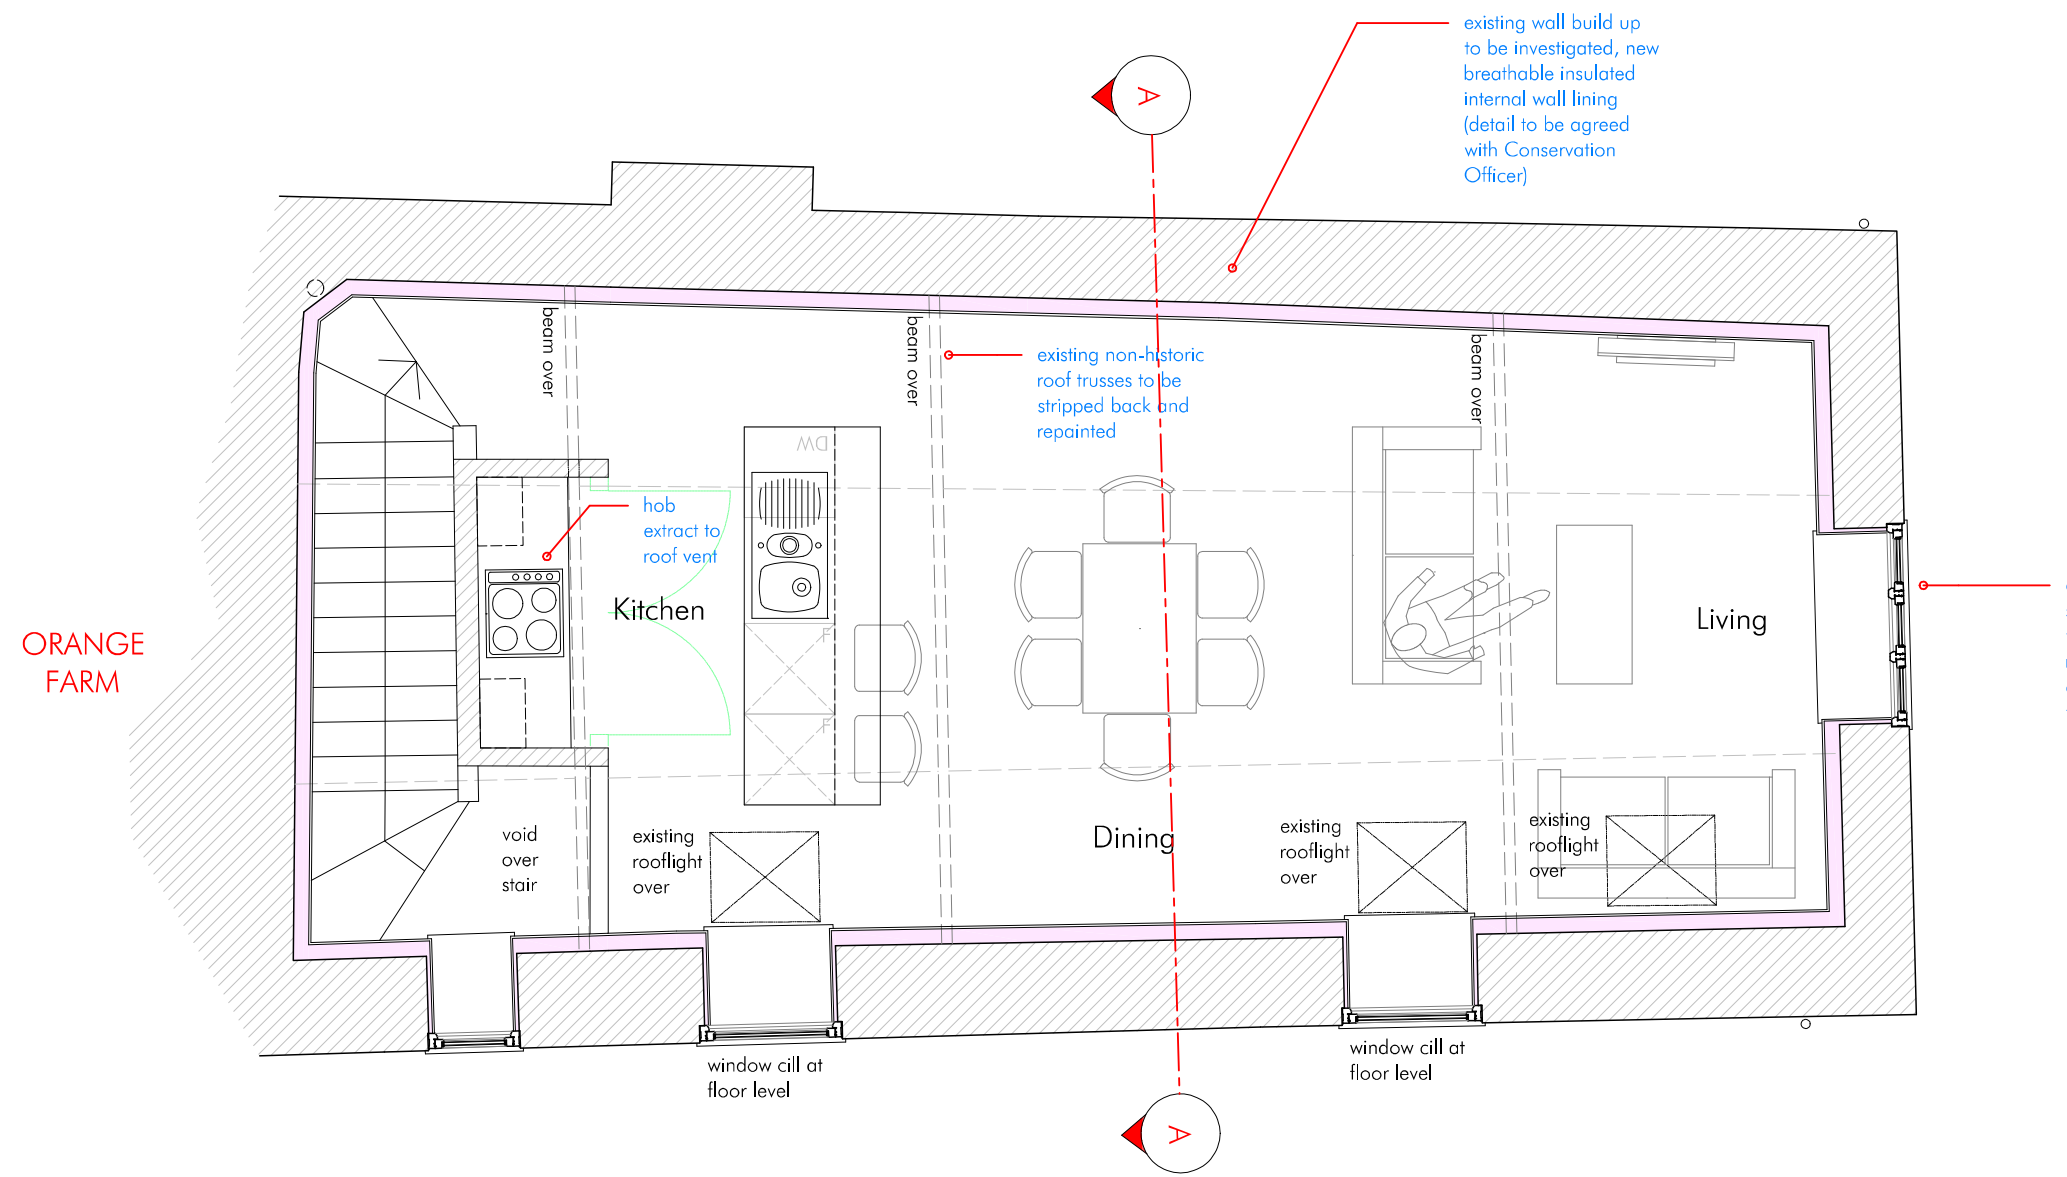 existing wall build up
to be investigated, new
breathable insulated
internal wall lining
(detail to be agreed
with Conservation
Officer)
A
beam over
beam over
beam over
existing non-historic
roof trusses to be
stripped back and
repainted
DW
hob
extract to
roof vent
Kitchen
Living
ORANGE
FARM
F
F
void
over
stair
existing
rooflight
over
Dining
existing
rooflight
over
existing
rooflight
over
window cill at
floor level
window cill at
floor level
A